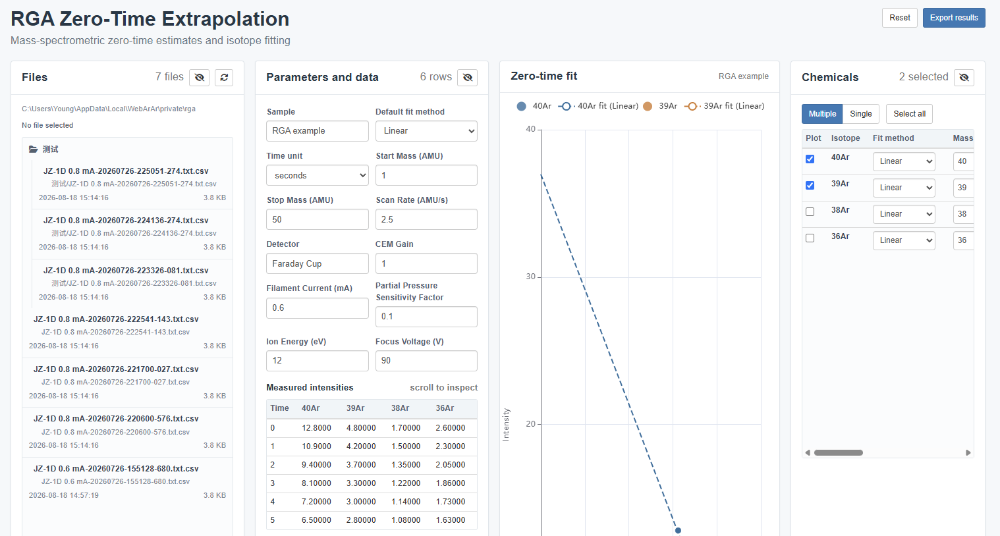 RGA Zero-Time Extrapolation
Mass-spectrometric zero-time estimates and isotope fitting
Reset
Export results
Files
7 files
C:\Users\Young\AppData\Local\WebArAr\private\rga
No file selected
测试
JZ-1D 0.8 mA-20260726-225051-274.txt.csv
测试/JZ-1D 0.8 mA-20260726-225051-274.txt.csv
2026-08-18 15:14:16 3.8 KB
JZ-1D 0.8 mA-20260726-224136-274.txt.csv
测试/JZ-1D 0.8 mA-20260726-224136-274.txt.csv
2026-08-18 15:14:16 3.8 KB
JZ-1D 0.8 mA-20260726-223326-081.txt.csv
测试/JZ-1D 0.8 mA-20260726-223326-081.txt.csv
2026-08-18 15:14:16 3.8 KB
JZ-1D 0.8 mA-20260726-222541-143.txt.csv
JZ-1D 0.8 mA-20260726-222541-143.txt.csv
2026-08-18 15:14:16 3.8 KB
JZ-1D 0.8 mA-20260726-221700-027.txt.csv
JZ-1D 0.8 mA-20260726-221700-027.txt.csv
2026-08-18 15:14:16 3.8 KB
JZ-1D 0.8 mA-20260726-220600-576.txt.csv
JZ-1D 0.8 mA-20260726-220600-576.txt.csv
2026-08-18 15:14:16 3.8 KB
JZ-1D 0.6 mA-20260726-155128-680.txt.csv
JZ-1D 0.6 mA-20260726-155128-680.txt.csv
2026-08-18 14:57:19 3.8 KB
Parameters and data
6 rows
Sample Default fit method
RGA example Linear
Time unit Start Mass (AMU)
seconds 1
Stop Mass (AMU) Scan Rate (AMU/s)
50 2.5
Detector CEM Gain
Faraday Cup 1
Filament Current (mA) Partial Pressure
Sensitivity Factor
0.6 0.1
Ion Energy (eV) Focus Voltage (V)
12 90
Measured intensities scroll to inspect
Time 40Ar 39Ar 38Ar 36Ar
0 12.8000 4.80000 1.70000 2.60000
1 10.9000 4.20000 1.50000 2.30000
2 9.40000 3.70000 1.35000 2.05000
3 8.10000 3.30000 1.22000 1.86000
4 7.20000 3.00000 1.14000 1.73000
5 6.50000 2.80000 1.08000 1.63000
Zero-time fit
RGA example
40Ar 40Ar fit (Linear) 39Ar 39Ar fit (Linear)
40
30
20
Intensity
Chemicals
2 selected
Multiple Single Select all
Plot Isotope Fit method Mass
40Ar Linear 40
39Ar Linear 39
38Ar Linear 38
36Ar Linear 36